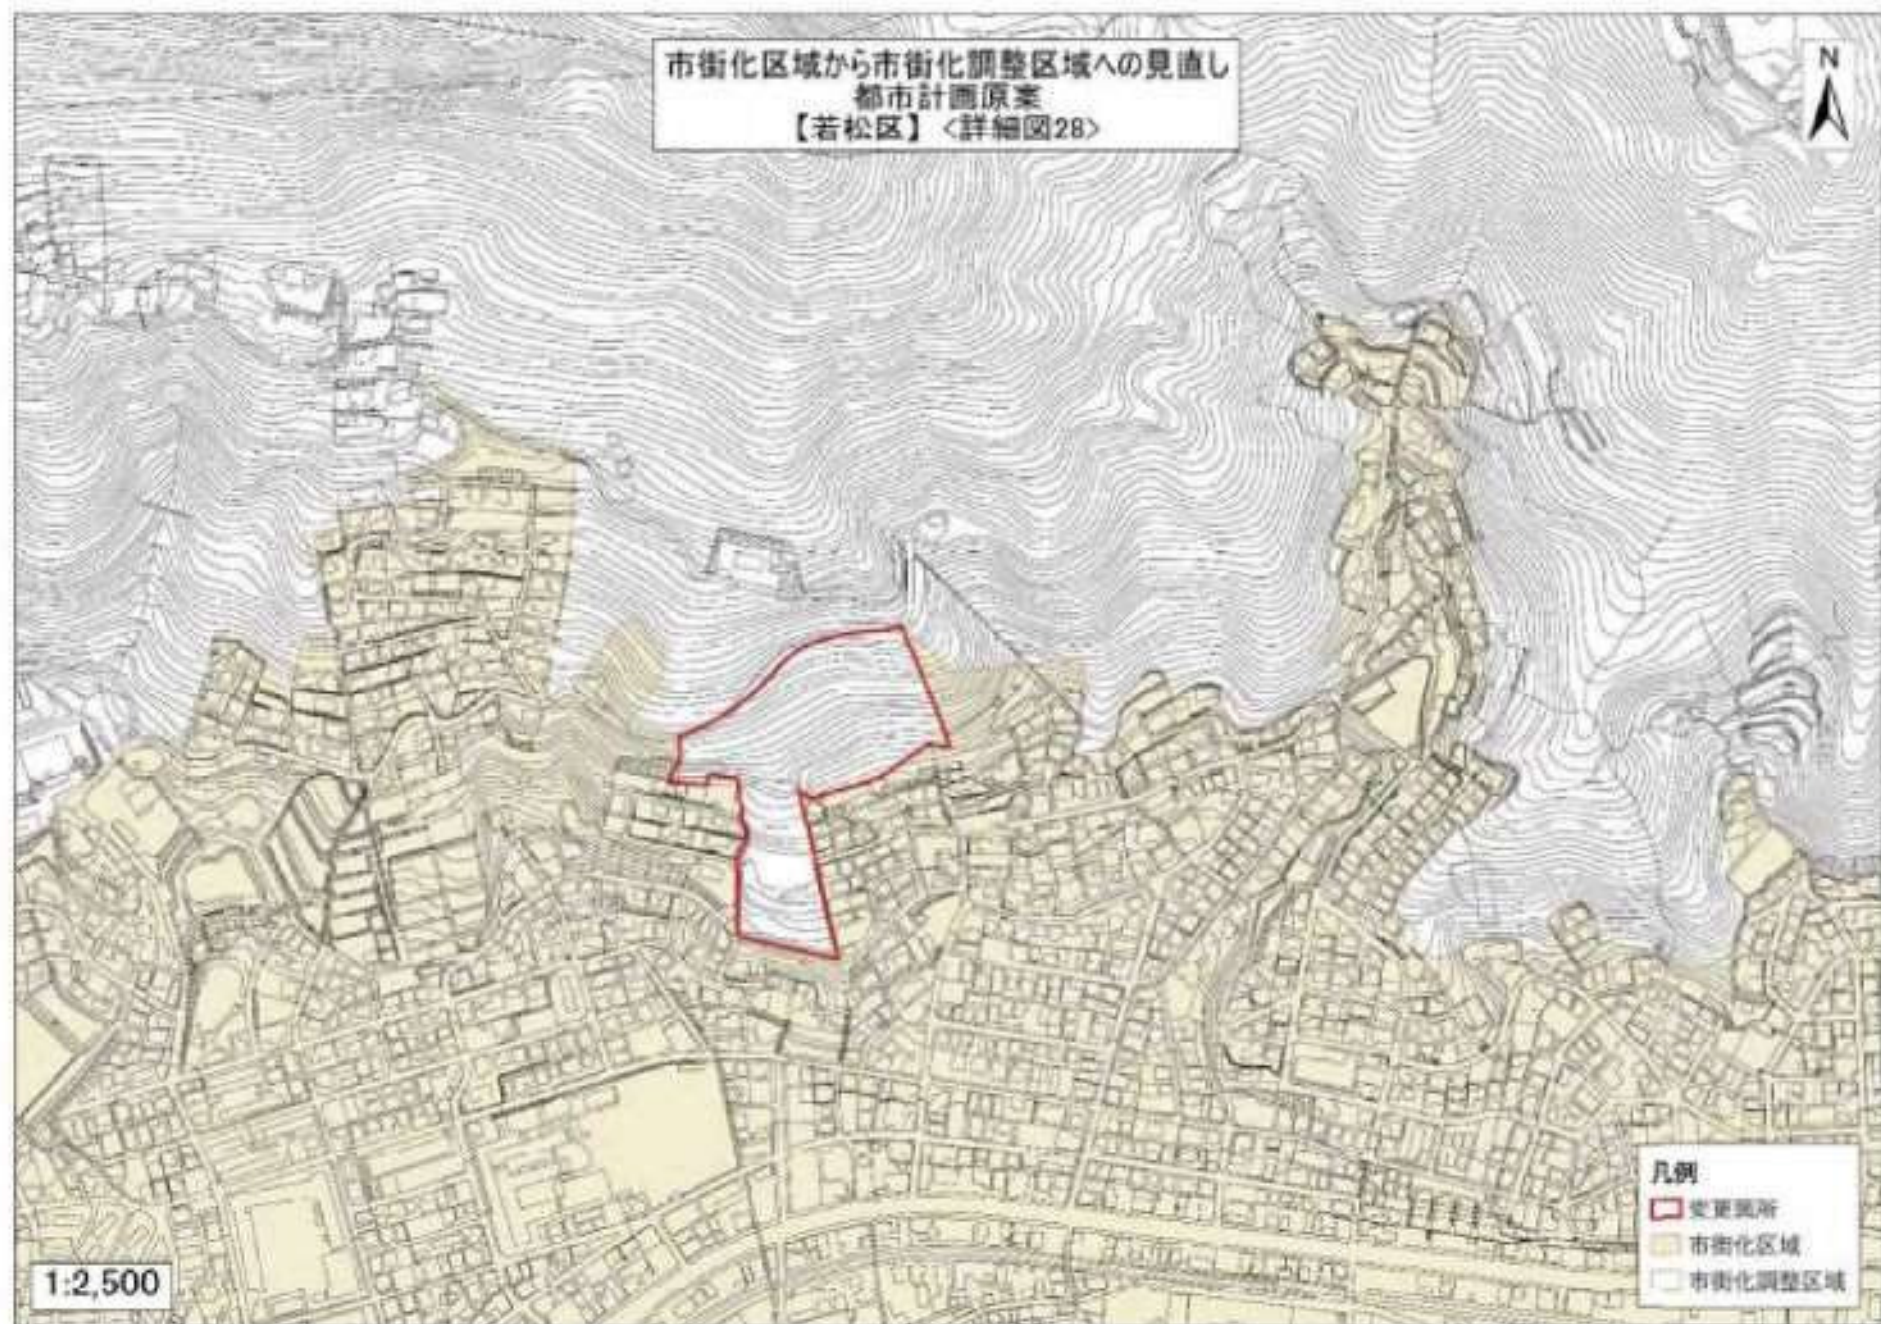 市街化区域から市街化調整区域への見直し
都市計画原案
【若松区】<詳細図28>
N
凡例
変更箇所
市街化区域
市街化調整区域
1:2,500